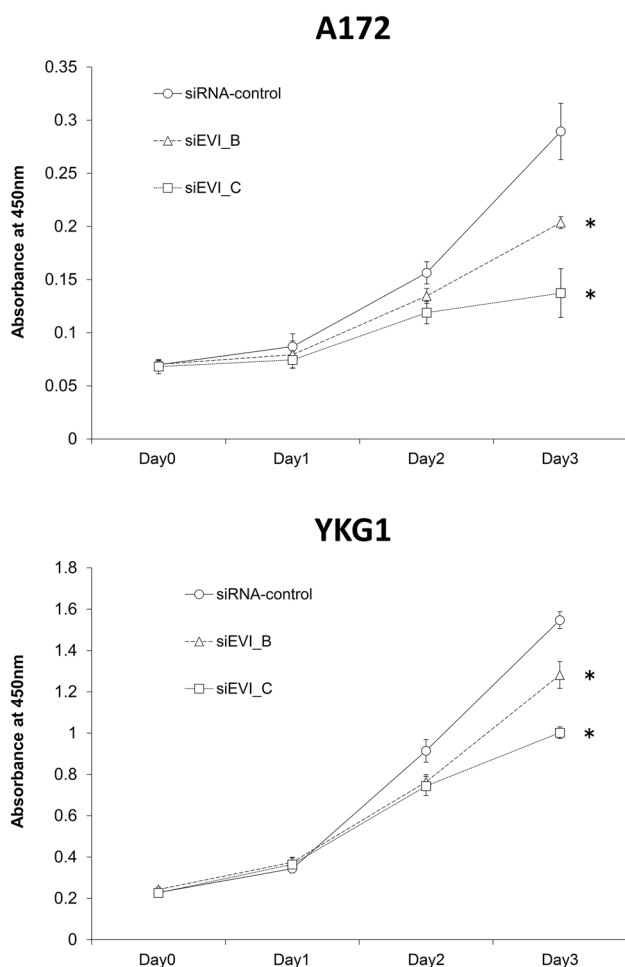 A172
Absorbance at 450nm
0.35
0.3
0.25
0.2
0.15
0.1
0.05
0
siRNA-control
siEVI_B
siEVI_C
*
*
Day0 Day1 Day2 Day3
YKG1
Absorbance at 450nm
1.8
1.6
1.4
1.2
1
0.8
0.6
0.4
0.2
0
siRNA-control
siEVI_B
siEVI_C
*
*
Day0 Day1 Day2 Day3